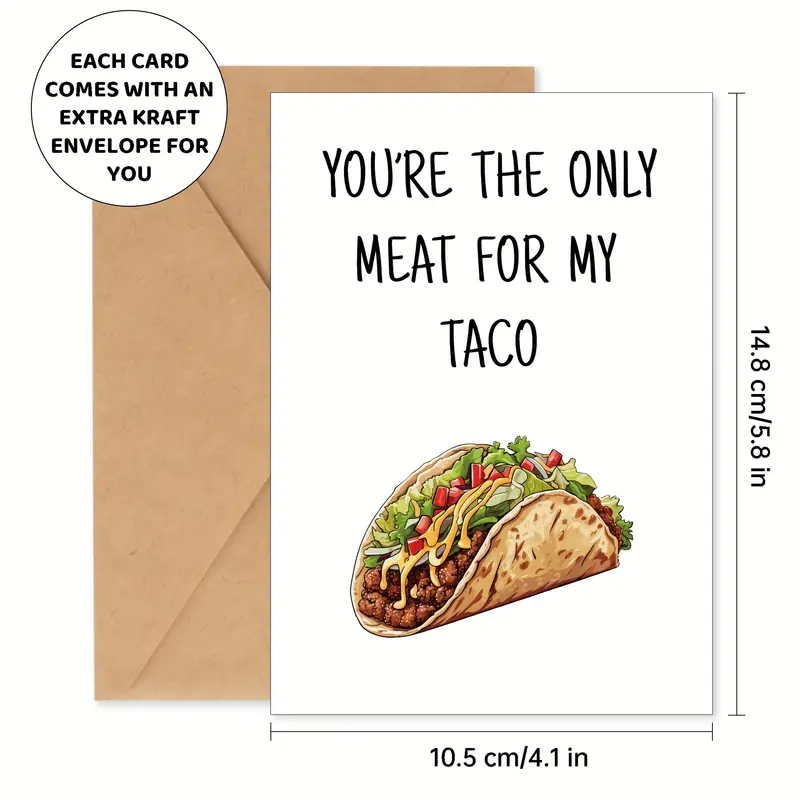 EACH CARD
COMES WITH AN
EXTRA KRAFT
ENVELOPE FOR
YOU
YOU'RE THE ONLY
MEAT FOR MY
TACO
14.8 cm/5.8 in
10.5 cm/4.1 in